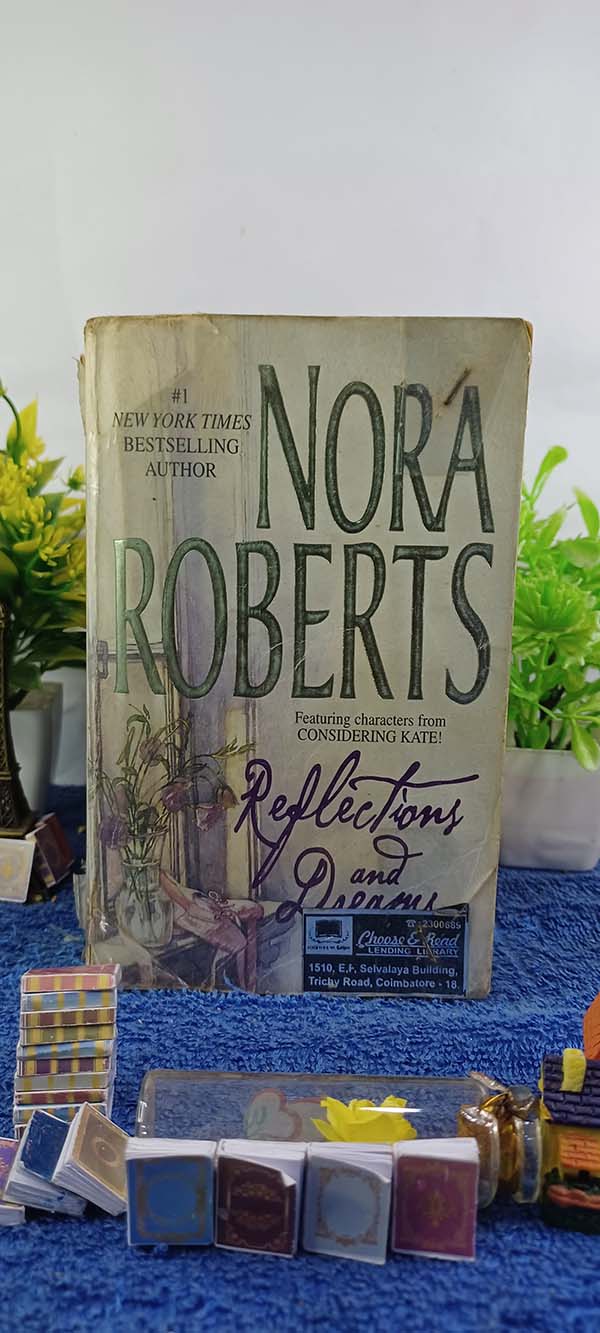 #1
NEW YORK TIMES
BESTSELLING
AUTHOR
NORA
ROBERTS
Featuring characters from
CONSIDERING KATE!
Reflections
and
Dreams
☎: 2300685
Choose & Read
LENDING LIBRARY
1510, E,F, Selvalaya Building,
Trichy Road, Coimbatore - 18.